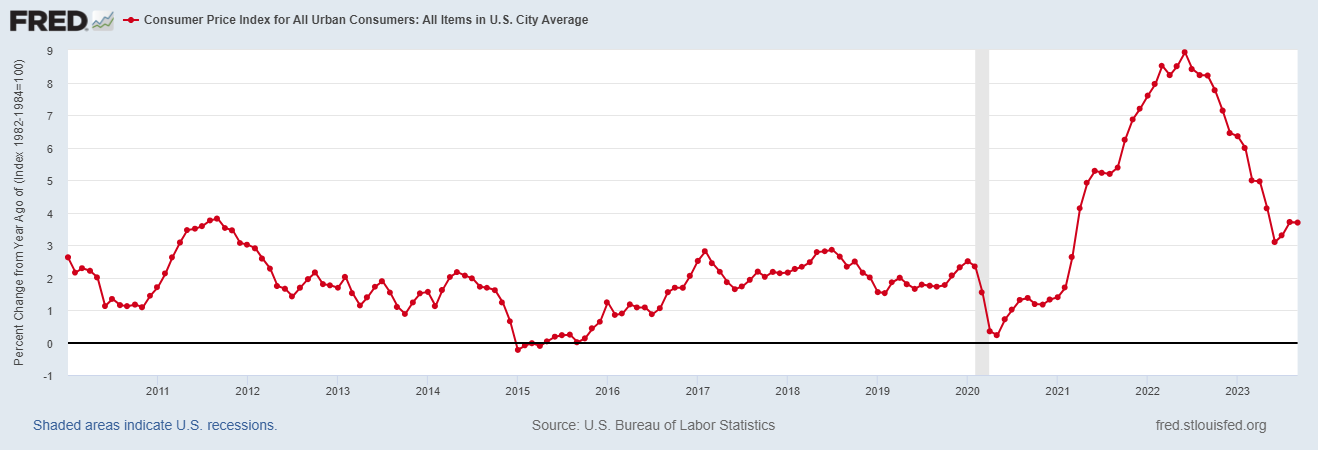 FRED
Consumer Price Index for All Urban Consumers: All Items in U.S. City Average
Percent Change from Year Ago of (Index 1982-1984=100)
9
8
7
6
5
4
3
2
1
0
-1
2011 2012 2013 2014 2015 2016 2017 2018 2019 2020 2021 2022 2023
Shaded areas indicate U.S. recessions. Source: U.S. Bureau of Labor Statistics fred.stlouisfed.org